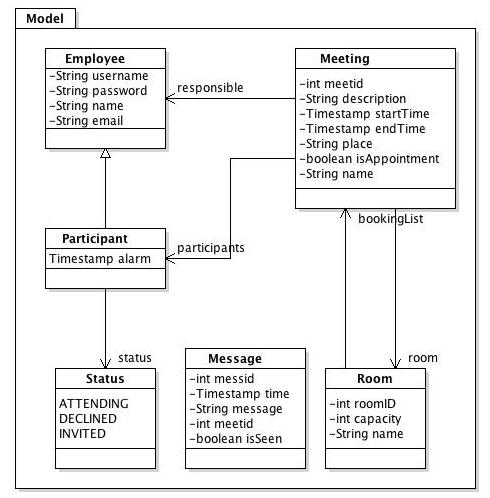 Model
Employee
-String username
-String password
-String name
-String email
responsible
Meeting
-int meetid
-String description
-Timestamp startTime
-Timestamp endTime
-String place
-boolean isAppointment
-String name
bookingList
Participant
Timestamp alarm
participants
status
room
Status
ATTENDING
DECLINED
INVITED
Message
-int messid
-Timestamp time
-String message
-int meetid
-boolean isSeen
Room
-int roomID
-int capacity
-String name